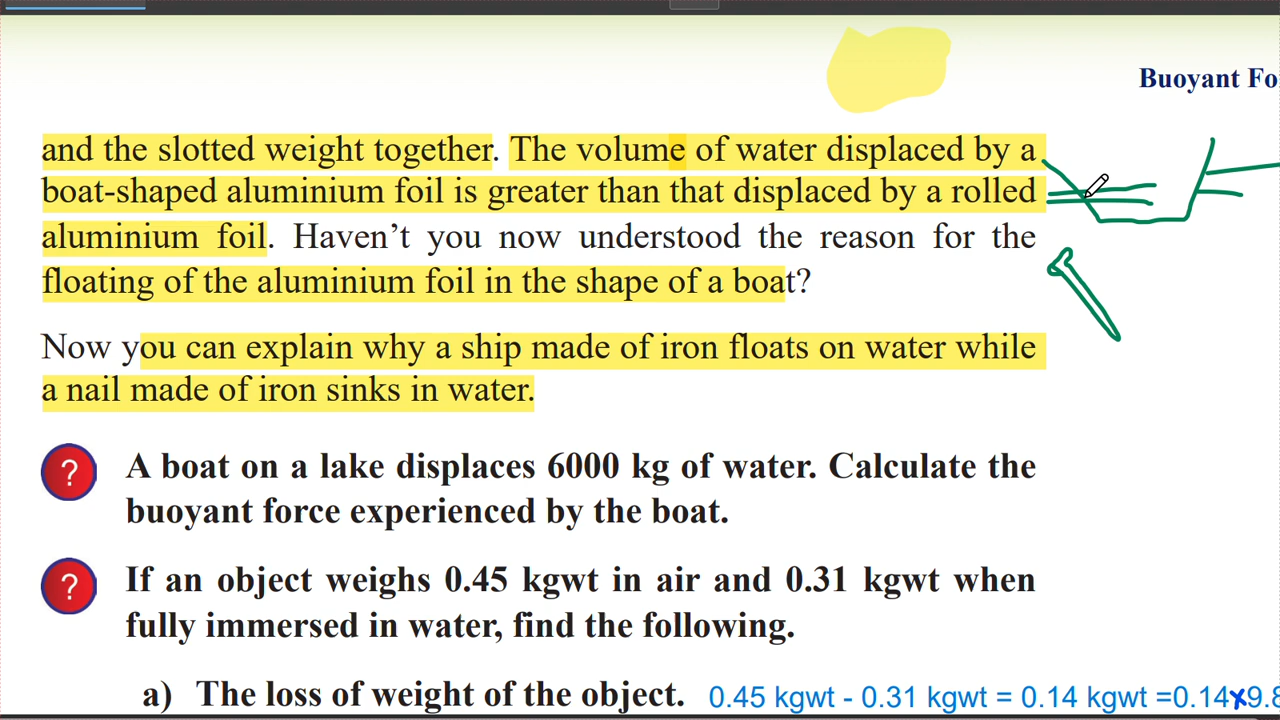 Buoyant Fo
and the slotted weight together. The volume of water displaced by a
boat-shaped aluminium foil is greater than that displaced by a rolled
aluminium foil. Haven’t you now understood the reason for the
floating of the aluminium foil in the shape of a boat?
Now you can explain why a ship made of iron floats on water while
a nail made of iron sinks in water.
? A boat on a lake displaces 6000 kg of water. Calculate the
buoyant force experienced by the boat.
? If an object weighs 0.45 kgwt in air and 0.31 kgwt when
fully immersed in water, find the following.
a) The loss of weight of the object. 0.45 kgwt - 0.31 kgwt = 0.14 kgwt =0.14×9.8